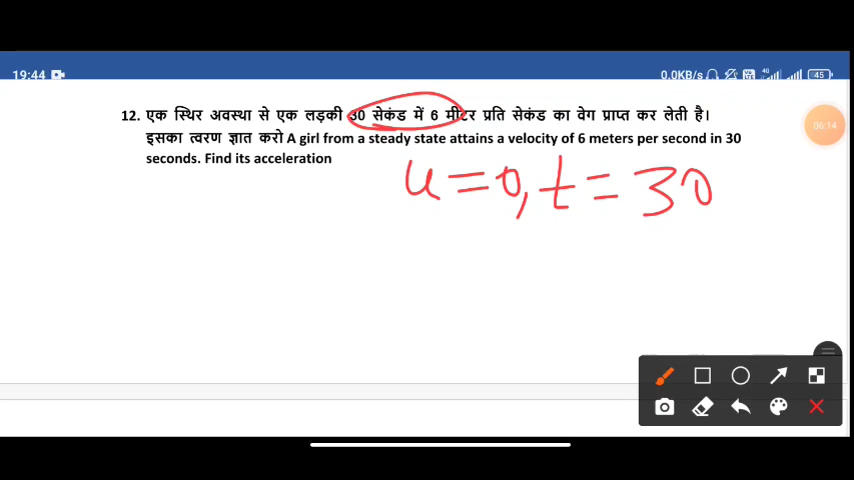 19:44
0.0KB/s 4G 45
12. एक स्थिर अवस्था से एक लड़की 30 सेकंड में 6 मीटर प्रति सेकंड का वेग प्राप्त कर लेती है।
06:14
इसका त्वरण ज्ञात करो A girl from a steady state attains a velocity of 6 meters per second in 30
seconds. Find its acceleration
u = 0, t = 30